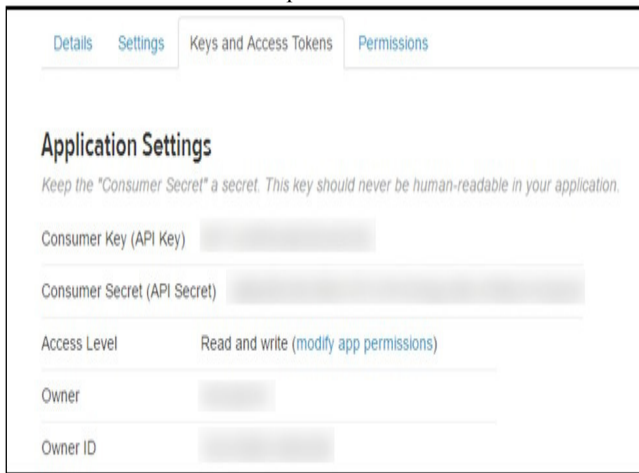 Details Settings Keys and Access Tokens Permissions
Application Settings
Keep the "Consumer Secret" a secret. This key should never be human-readable in your application.
Consumer Key (API Key)
Consumer Secret (API Secret)
Access Level Read and write (modify app permissions)
Owner
Owner ID